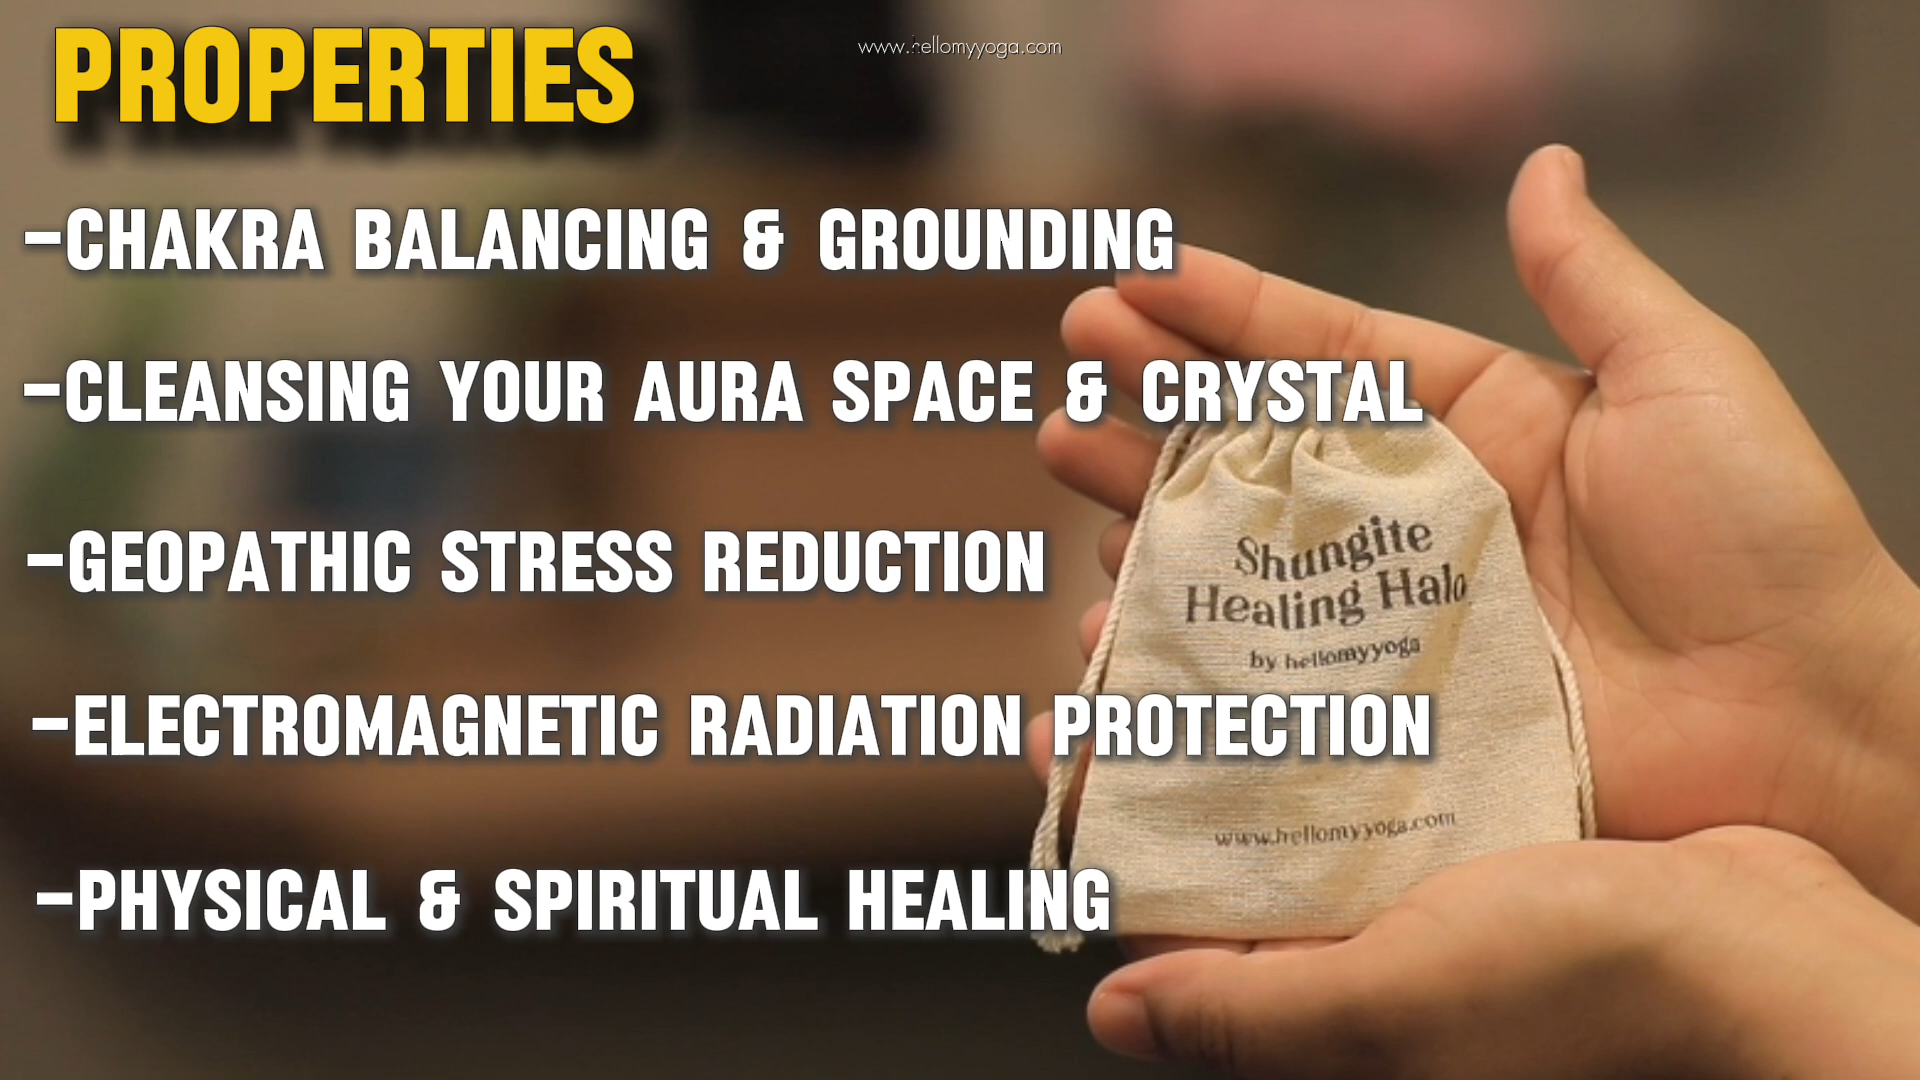 www.hellomyyoga.com
PROPERTIES
-CHAKRA BALANCING & GROUNDING
-CLEANSING YOUR AURA SPACE & CRYSTAL
-GEOPATHIC STRESS REDUCTION
-ELECTROMAGNETIC RADIATION PROTECTION
-PHYSICAL & SPIRITUAL HEALING
Shungite
Healing Halo
by hellomyyoga
www.hellomyyoga.com